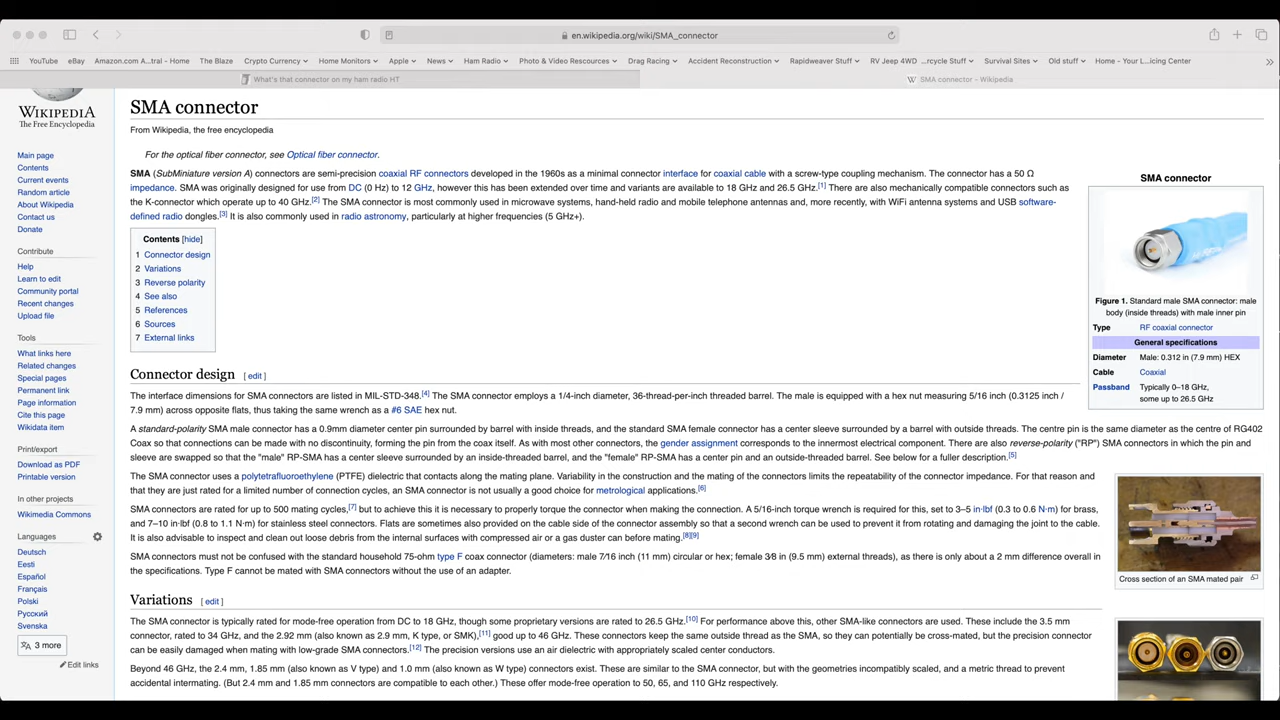 en.wikipedia.org/wiki/SMA_connector
YouTube eBay Amazon.com A...tral - Home The Blaze Crypto Currency Home Monitors Apple News Ham Radio Photo & Video Rescources Drag Racing Accident Reconstruction Rapidweaver Stuff RV Jeep 4WD ...rcycle Stuff Survival Sites Old stuff Home - Your L...icing Center
What's that connector on my ham radio HT
W SMA connector – Wikipedia
WIKIPEDIA
The Free Encyclopedia
Main page
Contents
Current events
Random article
About Wikipedia
Contact us
Donate
Contribute
Help
Learn to edit
Community portal
Recent changes
Upload file
Tools
What links here
Related changes
Special pages
Permanent link
Page information
Cite this page
Wikidata item
Print/export
Download as PDF
Printable version
In other projects
Wikimedia Commons
Languages
Deutsch
Eesti
Español
Français
Polski
Русский
Svenska
3 more
Edit links
SMA connector
From Wikipedia, the free encyclopedia
For the optical fiber connector, see Optical fiber connector.
SMA (SubMiniature version A) connectors are semi-precision coaxial RF connectors developed in the 1960s as a minimal connector interface for coaxial cable with a screw-type coupling mechanism. The connector has a 50 Ω
impedance. SMA was originally designed for use from DC (0 Hz) to 12 GHz, however this has been extended over time and variants are available to 18 GHz and 26.5 GHz.[1] There are also mechanically compatible connectors such as
the K-connector which operate up to 40 GHz.[2] The SMA connector is most commonly used in microwave systems, hand-held radio and mobile telephone antennas and, more recently, with WiFi antenna systems and USB software-
defined radio dongles.[3] It is also commonly used in radio astronomy, particularly at higher frequencies (5 GHz+).
Contents [hide]
1 Connector design
2 Variations
3 Reverse polarity
4 See also
5 References
6 Sources
7 External links
SMA connector
Figure 1. Standard male SMA connector: male
body (inside threads) with male inner pin
Type RF coaxial connector
General specifications
Diameter Male: 0.312 in (7.9 mm) HEX
Cable Coaxial
Passband Typically 0–18 GHz,
some up to 26.5 GHz
Connector design [ edit ]
The interface dimensions for SMA connectors are listed in MIL-STD-348.[4] The SMA connector employs a 1/4-inch diameter, 36-thread-per-inch threaded barrel. The male is equipped with a hex nut measuring 5/16 inch (0.3125 inch /
7.9 mm) across opposite flats, thus taking the same wrench as a #6 SAE hex nut.
A standard-polarity SMA male connector has a 0.9mm diameter center pin surrounded by barrel with inside threads, and the standard SMA female connector has a center sleeve surrounded by a barrel with outside threads. The centre pin is the same diameter as the centre of RG402
Coax so that connections can be made with no discontinuity, forming the pin from the coax itself. As with most other connectors, the gender assignment corresponds to the innermost electrical component. There are also reverse-polarity ("RP") SMA connectors in which the pin and
sleeve are swapped so that the "male" RP-SMA has a center sleeve surrounded by an inside-threaded barrel, and the "female" RP-SMA has a center pin and an outside-threaded barrel. See below for a fuller description.[5]
The SMA connector uses a polytetrafluoroethylene (PTFE) dielectric that contacts along the mating plane. Variability in the construction and the mating of the connectors limits the repeatability of the connector impedance. For that reason and
that they are just rated for a limited number of connection cycles, an SMA connector is not usually a good choice for metrological applications.[6]
SMA connectors are rated for up to 500 mating cycles,[7] but to achieve this it is necessary to properly torque the connector when making the connection. A 5/16-inch torque wrench is required for this, set to 3–5 in·lbf (0.3 to 0.6 N·m) for brass,
and 7–10 in·lbf (0.8 to 1.1 N·m) for stainless steel connectors. Flats are sometimes also provided on the cable side of the connector assembly so that a second wrench can be used to prevent it from rotating and damaging the joint to the cable.
It is also advisable to inspect and clean out loose debris from the internal surfaces with compressed air or a gas duster can before mating.[8][9]
SMA connectors must not be confused with the standard household 75-ohm type F coax connector (diameters: male 7⁄16 inch (11 mm) circular or hex; female 3⁄8 in (9.5 mm) external threads), as there is only about a 2 mm difference overall in
the specifications. Type F cannot be mated with SMA connectors without the use of an adapter.
Cross section of an SMA mated pair
Variations [ edit ]
The SMA connector is typically rated for mode-free operation from DC to 18 GHz, though some proprietary versions are rated to 26.5 GHz.[10] For performance above this, other SMA-like connectors are used. These include the 3.5 mm
connector, rated to 34 GHz, and the 2.92 mm (also known as 2.9 mm, K type, or SMK),[11] good up to 46 GHz. These connectors keep the same outside thread as the SMA, so they can potentially be cross-mated, but the precision connector
can be easily damaged when mating with low-grade SMA connectors.[12] The precision versions use an air dielectric with appropriately scaled center conductors.
Beyond 46 GHz, the 2.4 mm, 1.85 mm (also known as V type) and 1.0 mm (also known as W type) connectors exist. These are similar to the SMA connector, but with the geometries incompatibly scaled, and a metric thread to prevent
accidental intermating. (But 2.4 mm and 1.85 mm connectors are compatible to each other.) These offer mode-free operation to 50, 65, and 110 GHz respectively.